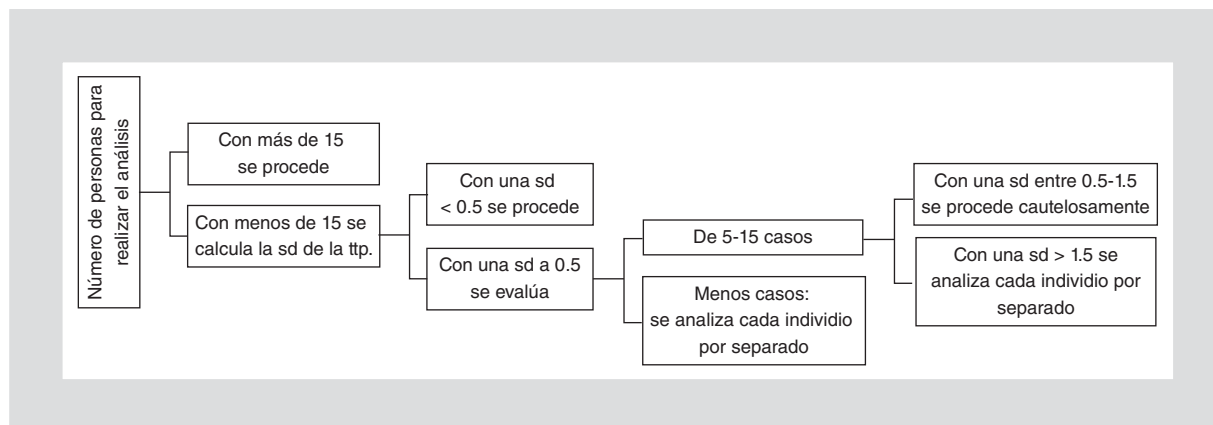 Número de personas para
realizar el análisis
Con más de 15
se procede
Con menos de 15 se
calcula la sd de la ttp.
Con una sd
< 0.5 se procede
Con una sd a 0.5
se evalúa
De 5-15 casos
Menos casos:
se analiza cada individio
por separado
Con una sd entre 0.5-1.5
se procede cautelosamente
Con una sd > 1.5 se
analiza cada individio por
separado